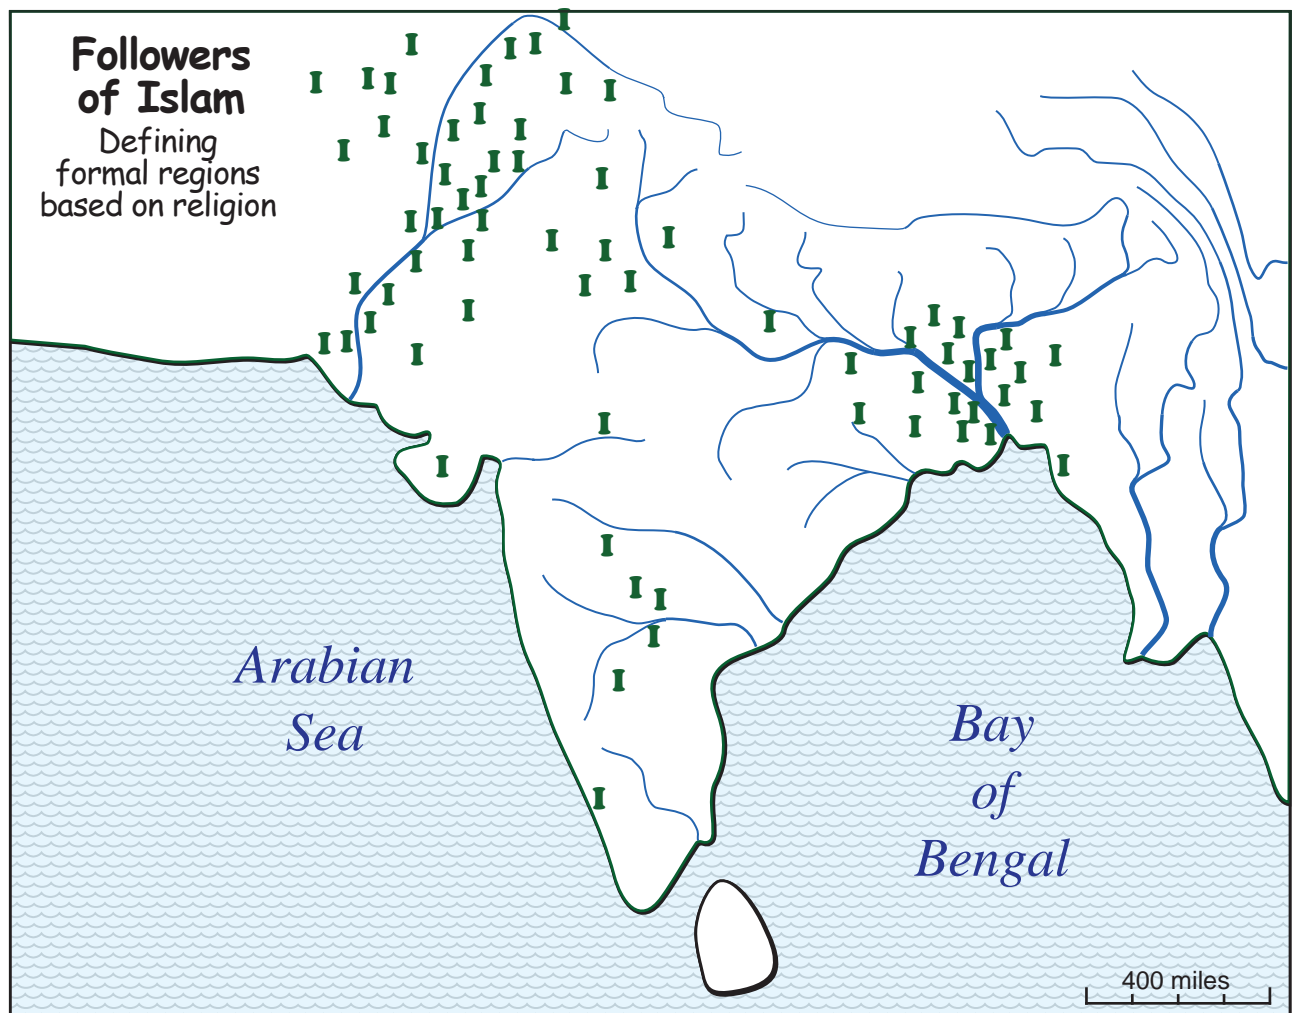 Followers
of Islam
Defining
formal regions
based on religion
Arabian
Sea
Bay
of
Bengal
400 miles